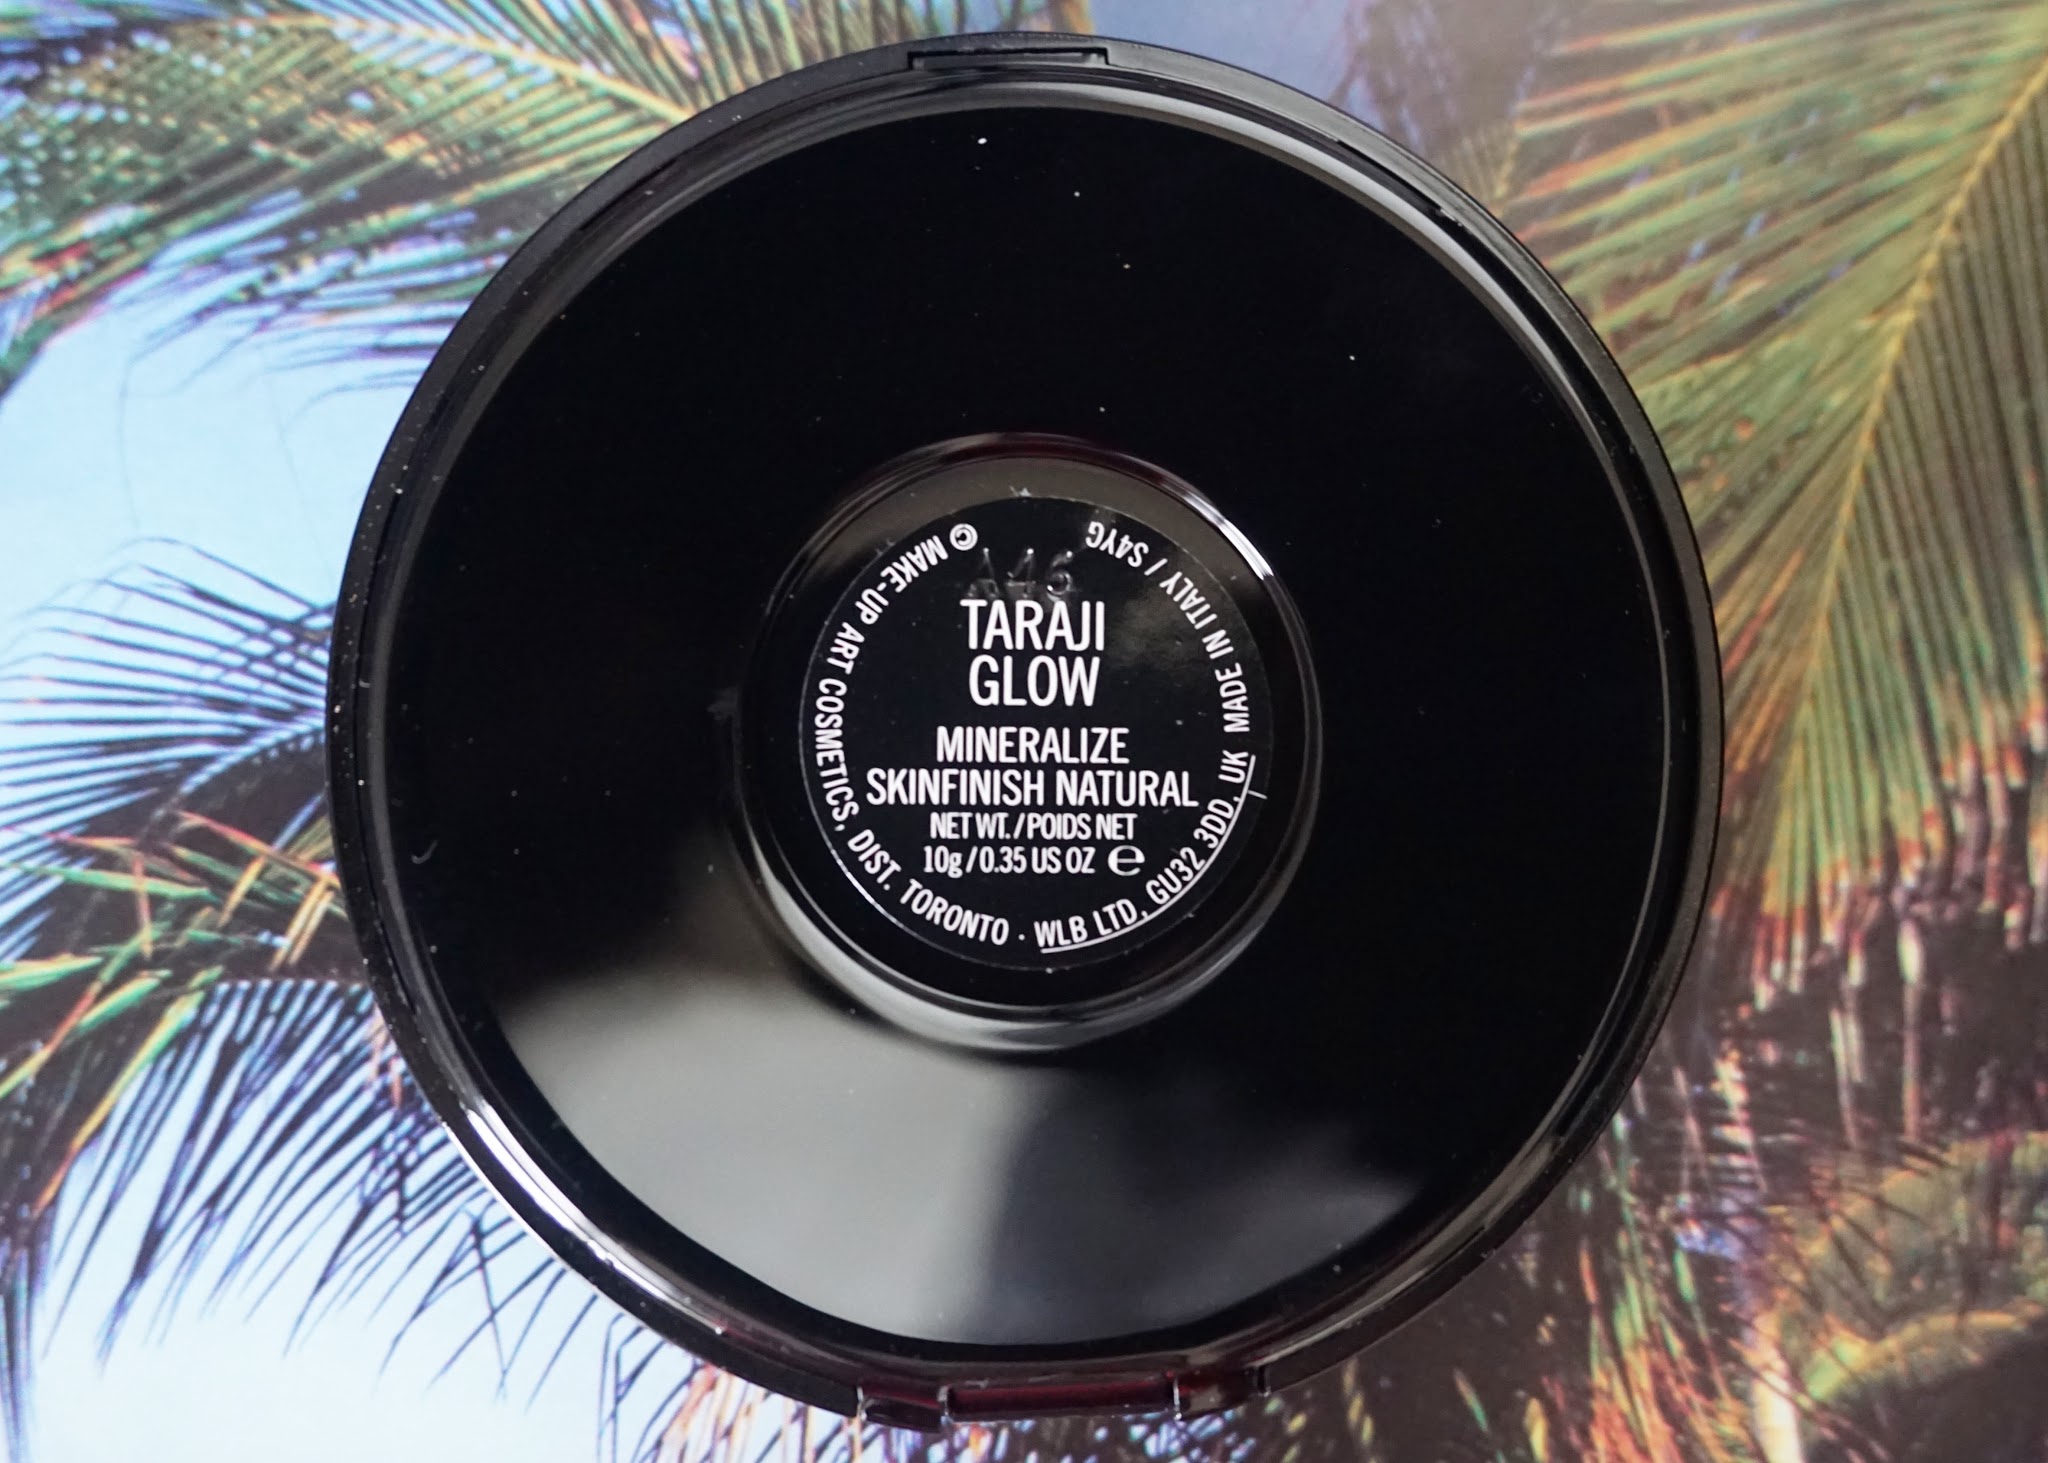 A46
TARAJI
GLOW
MINERALIZE
SKINFINISH NATURAL
NET WT. / POIDS NET
10g / 0.35 US OZ ℮
© MAKE-UP ART COSMETICS, DIST. TORONTO · WLB LTD, GU32 3DD, UK MADE IN ITALY / S4YG